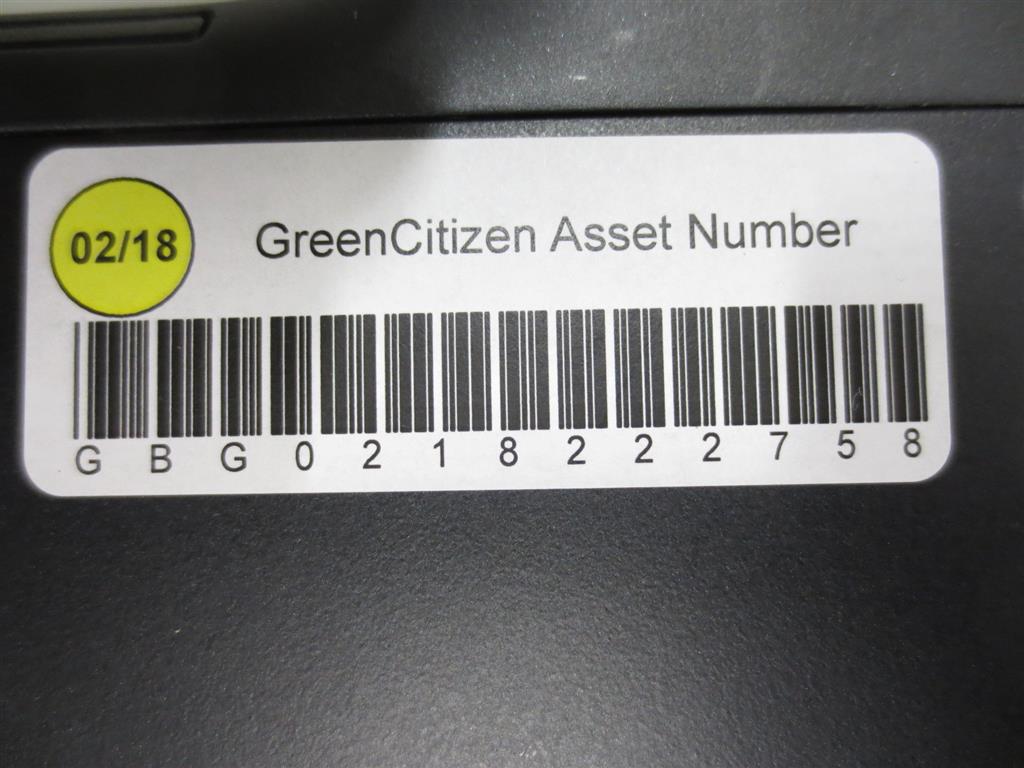 02/18
GreenCitizen Asset Number
G B G 0 2 1 8 2 2 2 7 5 8